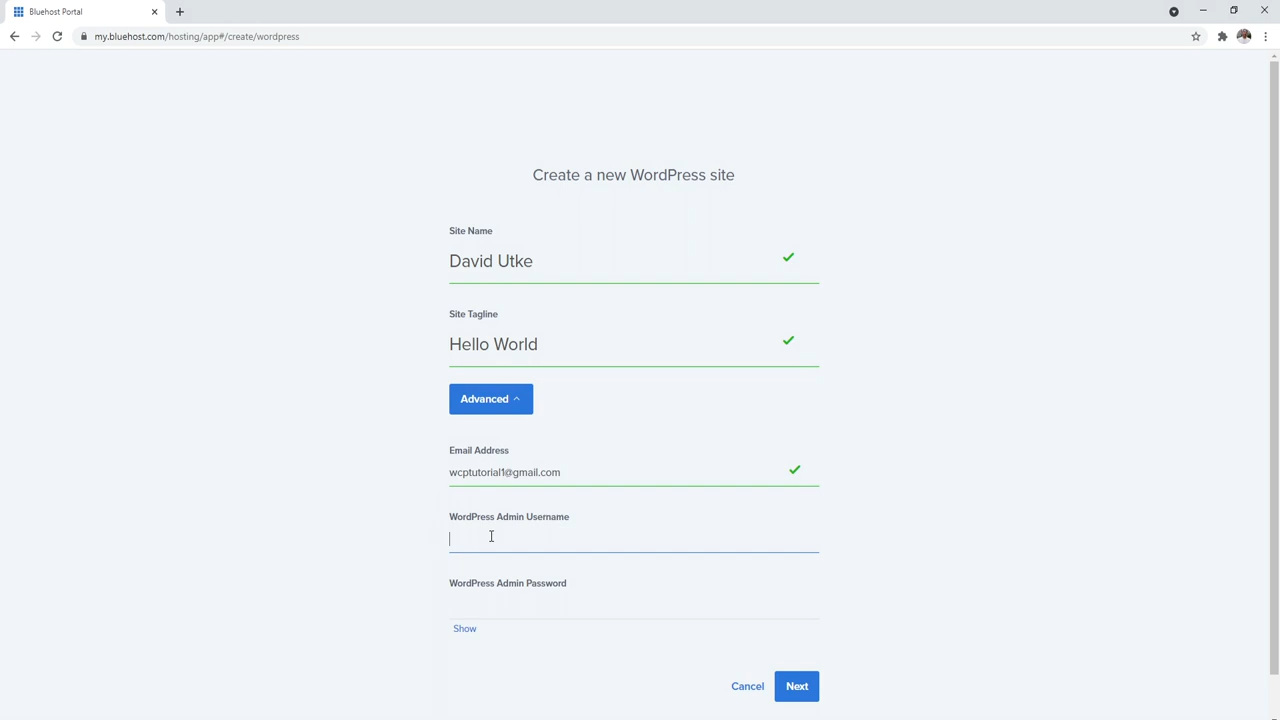 Bluehost Portal
my.bluehost.com/hosting/app#/create/wordpress
Create a new WordPress site
Site Name
David Utke
Site Tagline
Hello World
Advanced
Email Address
wcptutorial1@gmail.com
WordPress Admin Username
WordPress Admin Password
Show
Cancel Next